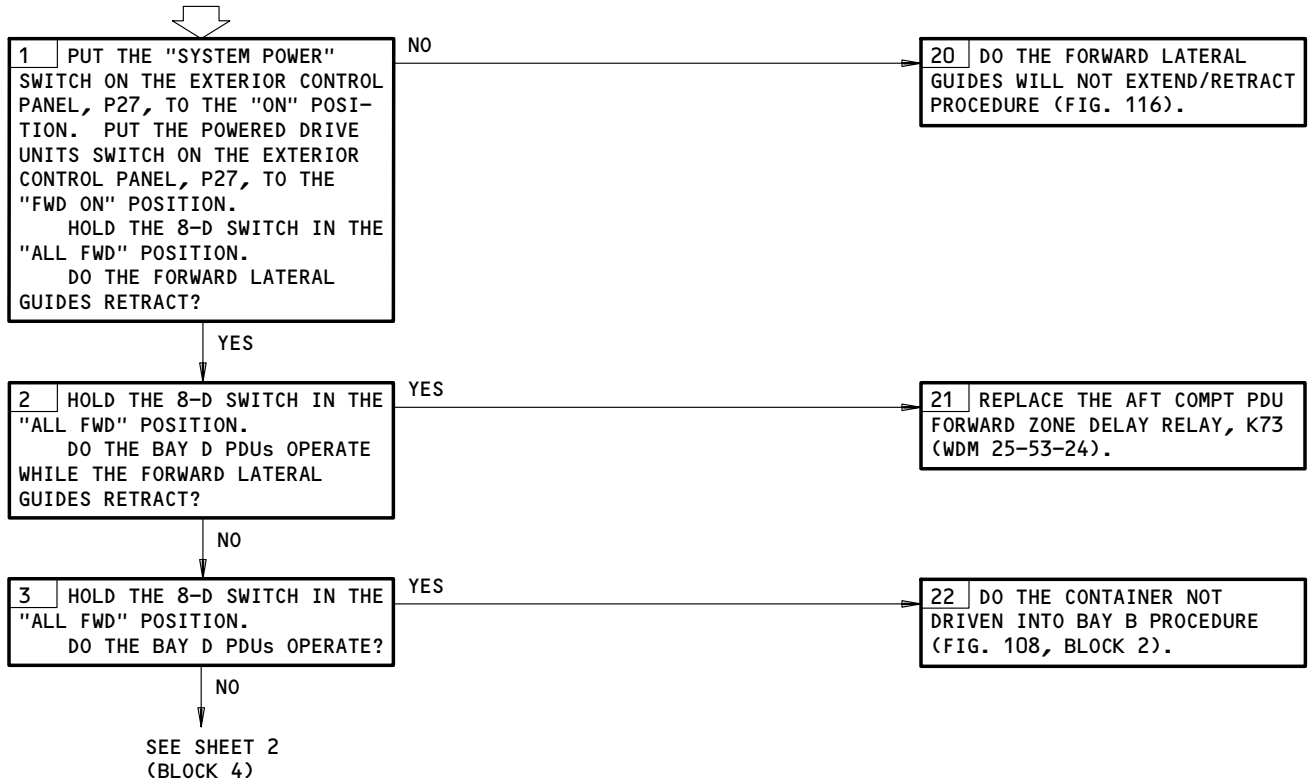 1 PUT THE "SYSTEM POWER"
SWITCH ON THE EXTERIOR CONTROL
PANEL, P27, TO THE "ON" POSI-
TION. PUT THE POWERED DRIVE
UNITS SWITCH ON THE EXTERIOR
CONTROL PANEL, P27, TO THE
"FWD ON" POSITION.
HOLD THE 8-D SWITCH IN THE
"ALL FWD" POSITION.
DO THE FORWARD LATERAL
GUIDES RETRACT?
NO
20 DO THE FORWARD LATERAL
GUIDES WILL NOT EXTEND/RETRACT
PROCEDURE (FIG. 116).
YES
2 HOLD THE 8-D SWITCH IN THE
"ALL FWD" POSITION.
DO THE BAY D PDUs OPERATE
WHILE THE FORWARD LATERAL
GUIDES RETRACT?
YES
21 REPLACE THE AFT COMPT PDU
FORWARD ZONE DELAY RELAY, K73
(WDM 25-53-24).
NO
3 HOLD THE 8-D SWITCH IN THE
"ALL FWD" POSITION.
DO THE BAY D PDUs OPERATE?
YES
22 DO THE CONTAINER NOT
DRIVEN INTO BAY B PROCEDURE
(FIG. 108, BLOCK 2).
NO
SEE SHEET 2
(BLOCK 4)